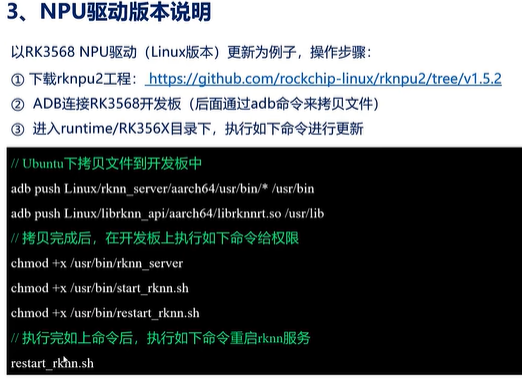 3、NPU驱动版本说明
以RK3568 NPU驱动（Linux版本）更新为例子，操作步骤：
① 下载rknpu2工程：https://github.com/rockchip-linux/rknpu2/tree/v1.5.2
② ADB连接RK3568开发板（后面通过adb命令来拷贝文件）
③ 进入runtime/RK356X目录下，执行如下命令进行更新
// Ubuntu下拷贝文件到开发板中
adb push Linux/rknn_server/aarch64/usr/bin/* /usr/bin
adb push Linux/librknn_api/aarch64/librknnrt.so /usr/lib
// 拷贝完成后，在开发板上执行如下命令给权限
chmod +x /usr/bin/rknn_server
chmod +x /usr/bin/start_rknn.sh
chmod +x /usr/bin/restart_rknn.sh
// 执行完如上命令后，执行如下命令重启rknn服务
restart_rknn.sh